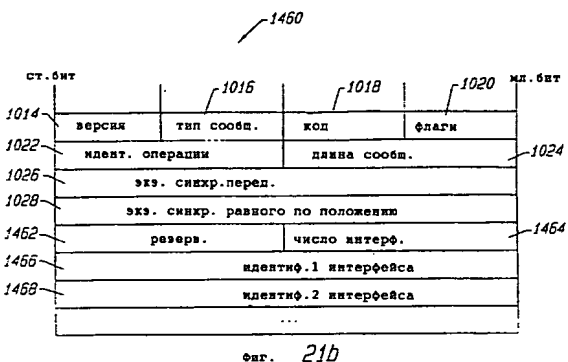 1460
ст.бит 1016 1018 1020 мл.бит
1014 версия тип сообщ. код флаги
1022 идент. операции длина сообщ. 1024
1026 экз. синхр.перед.
1028 экз. синхр. равного по положению
1462 резерв. число интерф. 1464
1466 идентиф.1 интерфейса
1468 идентиф.2 интерфейса
...
Фиг. 21b